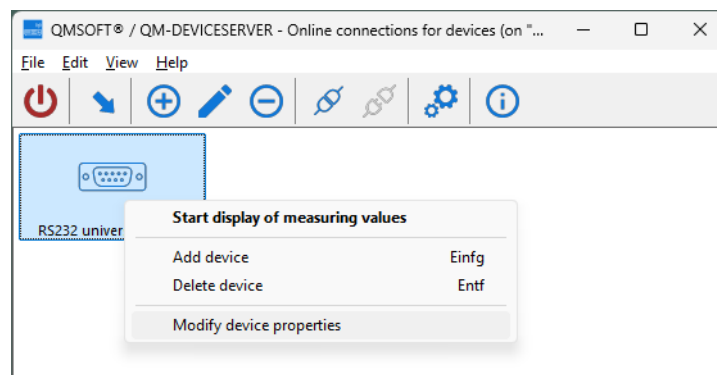 QMSOFT® / QM-DEVICESERVER - Online connections for devices (on "...
File Edit View Help
RS232 univer
Start display of measuring values
Add device Einfg
Delete device Entf
Modify device properties